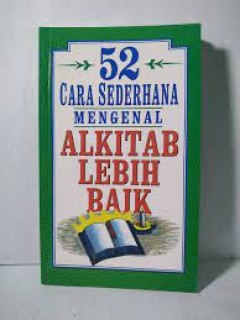 52
CARA SEDERHANA
MENGENAL
ALKITAB
LEBIH
BAIK